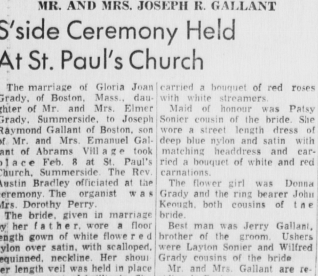 MR. AND MRS. JOSEPH R. GALLANT
S'side Ceremony Held
At St. Paul's Church
The marriage of Gloria Joan
Grady, of Boston, Mass., dau-
ghter of Mr. and Mrs. Elmer
Grady, Summerside, to Joseph
Raymond Gallant of Boston, son
of Mr. and Mrs. Emanuel Gal-
lant of Abrams Village took
place Feb. 8 at St. Paul's
Church, Summerside. The Rev.
Austin Bradley officiated at the
ceremony. The organist was
Mrs. Dorothy Perry.
The bride, given in marriage
by her father, wore a floor
length gown of white flowered
nylon over satin, with scalloped,
sequinned, neckline. Her shoul-
der length veil was held in place
carried a bouquet of red roses
with white streamers.
Maid of honour was Patsy
Sonier cousin of the bride. She
wore a street length dress of
deep blue nylon and satin with
matching headdress and car-
ried a bouquet of white and red
carnations.
The flower girl was Donna
Grady and the ring bearer John
Keough, both cousins of the
bride.
Best man was Jerry Gallant,
brother of the groom. Ushers
were Layton Sonier and Wilfred
Grady cousins of the bride
Mr. and Mrs. Gallant are re-